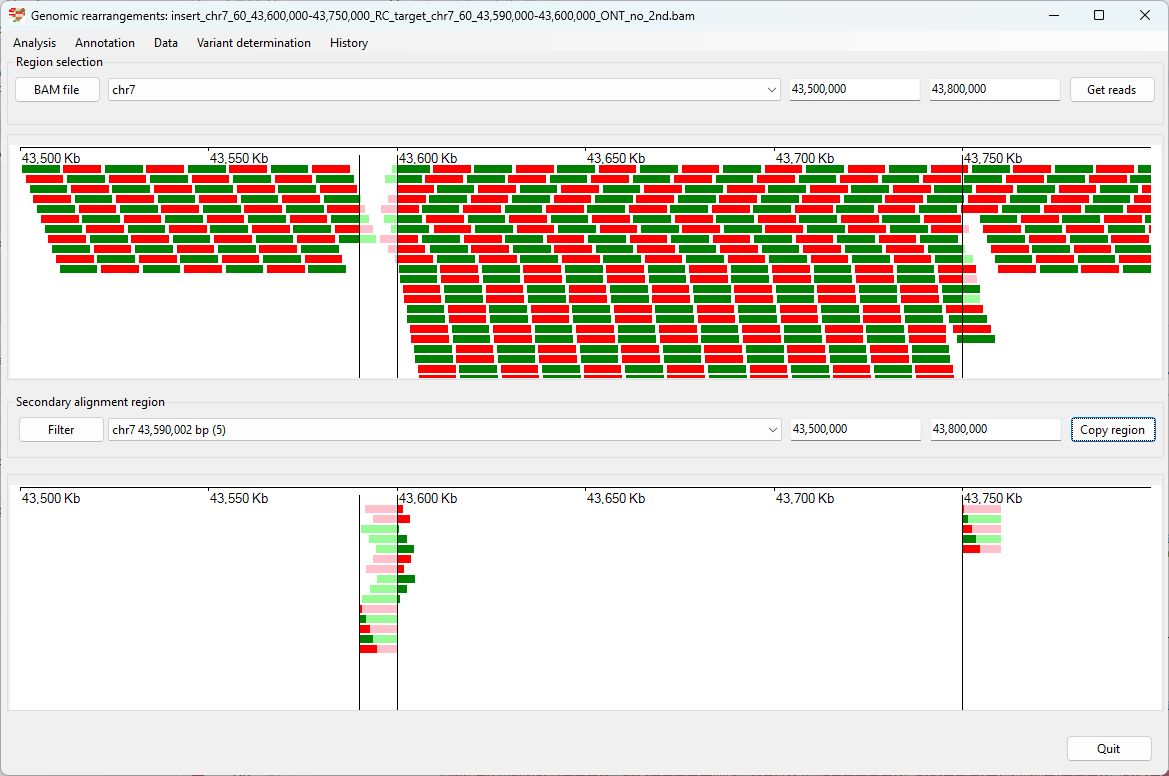 Genomic rearrangements: insert_chr7_60_43,600,000-43,750,000_RC_target_chr7_60_43,590,000-43,600,000_ONT_no_2nd.bam
Analysis Annotation Data Variant determination History
Region selection
BAM file chr7 43,500,000 43,800,000 Get reads
43,500 Kb 43,550 Kb 43,600 Kb 43,650 Kb 43,700 Kb 43,750 Kb
Secondary alignment region
Filter chr7 43,590,002 bp (5) 43,500,000 43,800,000 Copy region
43,500 Kb 43,550 Kb 43,600 Kb 43,650 Kb 43,700 Kb 43,750 Kb
Quit